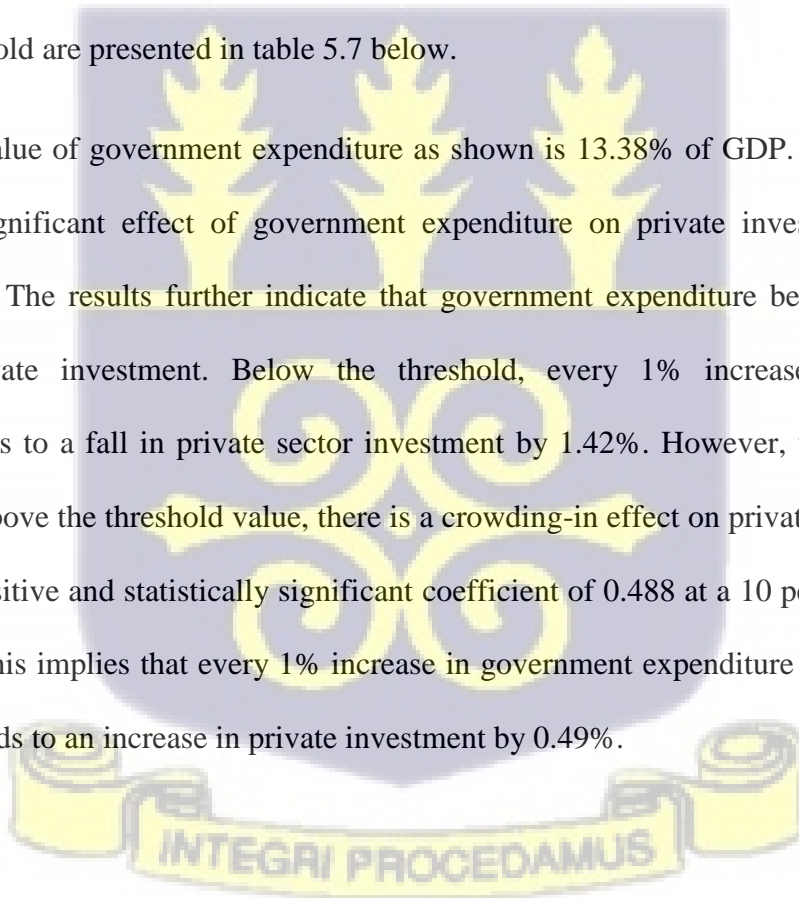 old are presented in table 5.7 below.
alue of government expenditure as shown is 13.38% of GDP.
gnificant effect of government expenditure on private inves
The results further indicate that government expenditure be
ate investment. Below the threshold, every 1% increase
s to a fall in private sector investment by 1.42%. However,
bove the threshold value, there is a crowding-in effect on privat
sitive and statistically significant coefficient of 0.488 at a 10 p
his implies that every 1% increase in government expenditure
ds to an increase in private investment by 0.49%.
INTEGRI PROCEDAMUS